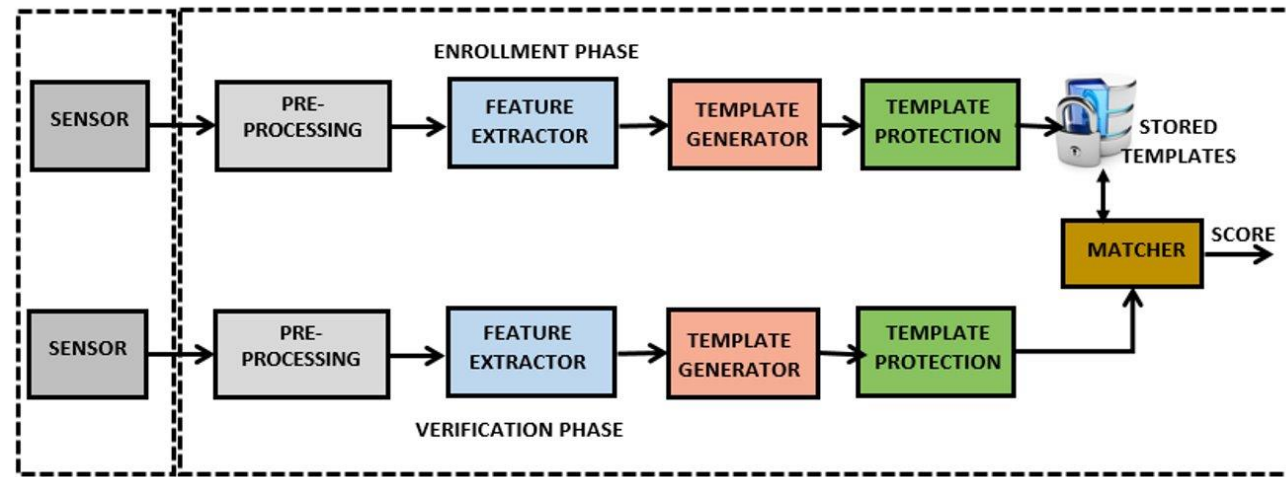 ENROLLMENT PHASE
SENSOR
PRE-
PROCESSING
FEATURE
EXTRACTOR
TEMPLATE
GENERATOR
TEMPLATE
PROTECTION
STORED
TEMPLATES
MATCHER
SCORE
SENSOR
PRE-
PROCESSING
FEATURE
EXTRACTOR
TEMPLATE
GENERATOR
TEMPLATE
PROTECTION
VERIFICATION PHASE